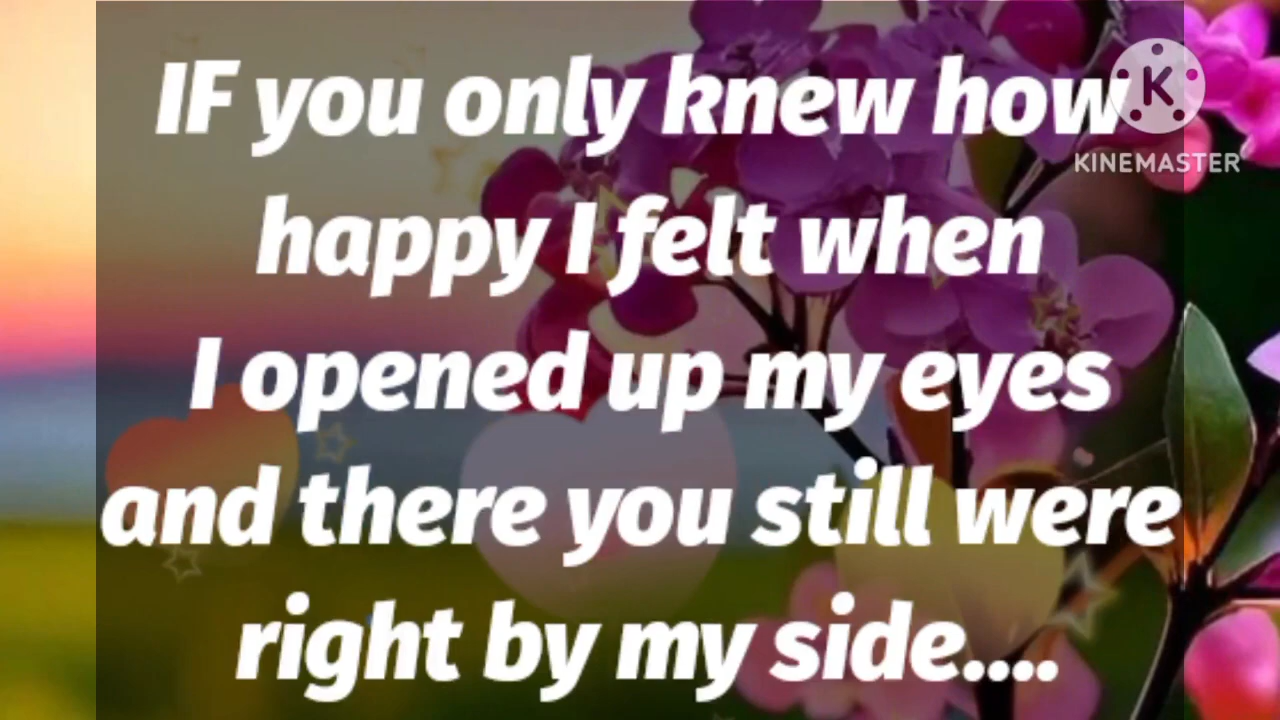 IF you only knew how
K
KINEMASTER
happy I felt when
I opened up my eyes
and there you still were
right by my side....